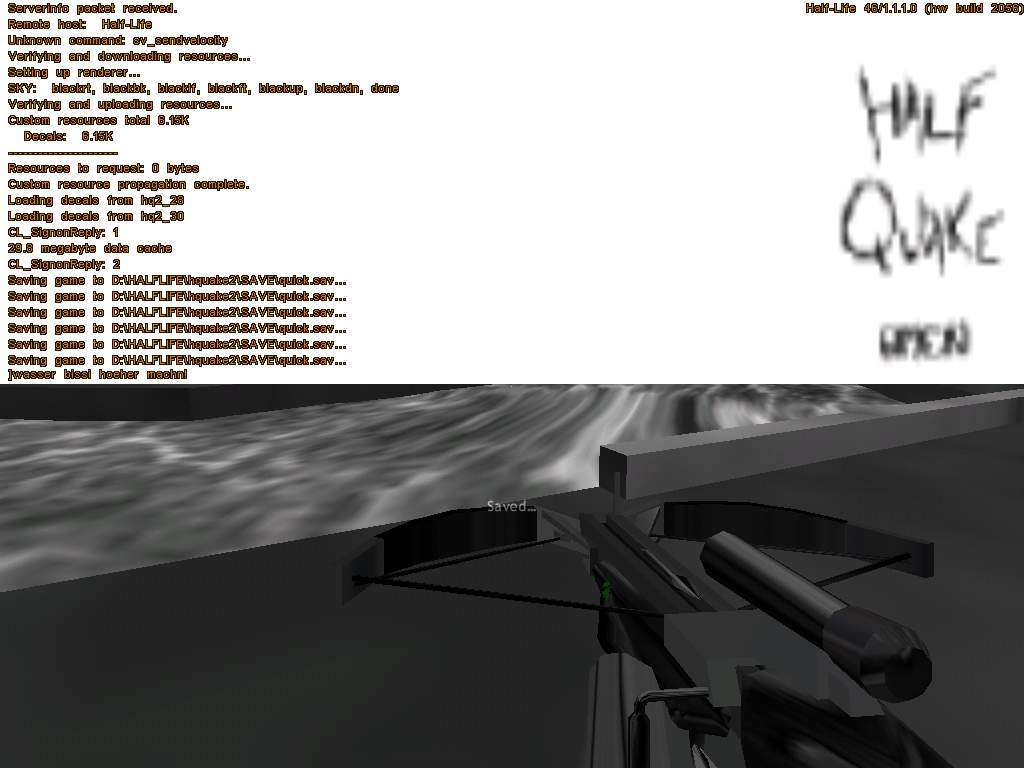 Serverinfo packet received.
Remote host:  Half-Life
Unknown command: sv_sendvelocity
Verifying and downloading resources...
Setting up renderer...
SKY:  blackrt, blackbk, blacklf, blackft, blackup, blackdn, done
Verifying and uploading resources...
Custom resources total 6.15K
Decals:  6.15K
----------------------
Resources to request: 0 bytes
Custom resource propagation complete.
Loading decals from hq2_28
Loading decals from hq2_30
CL_SignonReply: 1
29.8 megabyte data cache
CL_SignonReply: 2
Saving game to D:\HALFLIFE\hquake2\SAVE\quick.sav...
Saving game to D:\HALFLIFE\hquake2\SAVE\quick.sav...
Saving game to D:\HALFLIFE\hquake2\SAVE\quick.sav...
Saving game to D:\HALFLIFE\hquake2\SAVE\quick.sav...
Saving game to D:\HALFLIFE\hquake2\SAVE\quick.sav...
Saving game to D:\HALFLIFE\hquake2\SAVE\quick.sav...
]wasser bissl hoeher machn!
Half-Life 46/1.1.1.0 (hw build 2056)
HALF
QUAKE
AMEN
Saved...